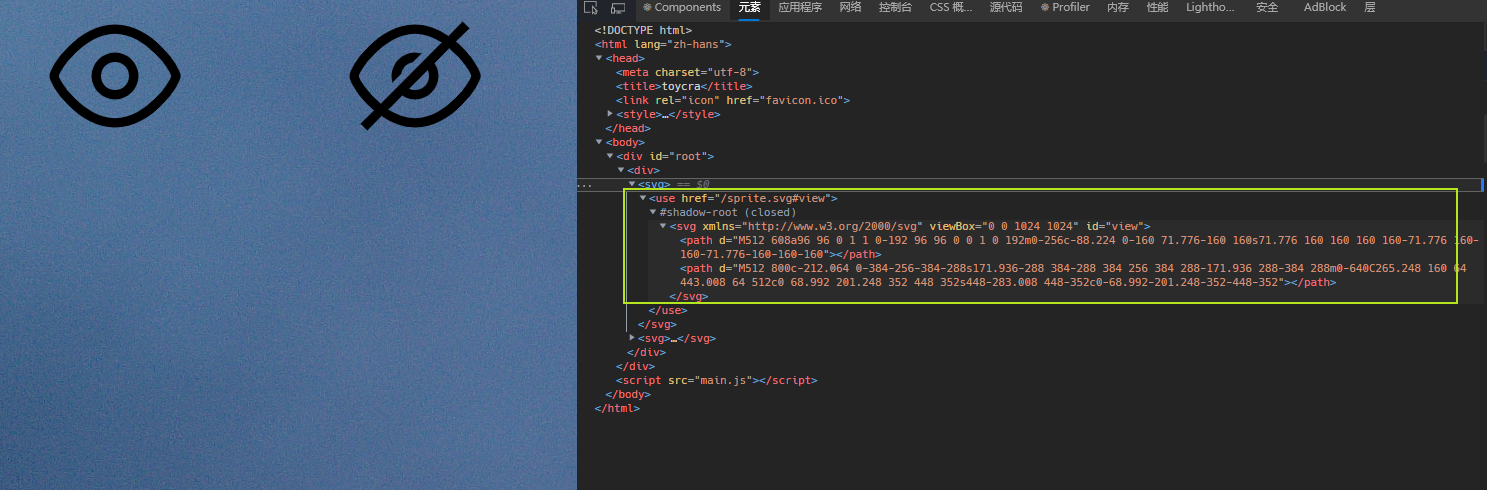 Components 元素 应用程序 网络 控制台 CSS 概... 源代码 Profiler 内存 性能 Lightho... 安全 AdBlock 层
<!DOCTYPE html>
<html lang="zh-hans">
<head>
<meta charset="utf-8">
<title>toycra</title>
<link rel="icon" href="favicon.ico">
<style>…</style>
</head>
<body>
<div id="root">
<div>
... <svg> == $0
<use href="/sprite.svg#view">
#shadow-root (closed)
<svg xmlns="http://www.w3.org/2000/svg" viewBox="0 0 1024 1024" id="view">
<path d="M512 608a96 96 0 1 1 0-192 96 96 0 0 1 0 192m0-256c-88.224 0-160 71.776-160 160s71.776 160 160 160 160-71.776 160-
160-71.776-160-160-160"></path>
<path d="M512 800c-212.064 0-384-256-384-288s171.936-288 384-288 384 256 384 288-171.936 288-384 288m0-640C265.248 160 64
443.008 64 512c0 68.992 201.248 352 448 352s448-283.008 448-352c0-68.992-201.248-352-448-352"></path>
</svg>
</use>
</svg>
<svg>…</svg>
</div>
</div>
<script src="main.js"></script>
</body>
</html>